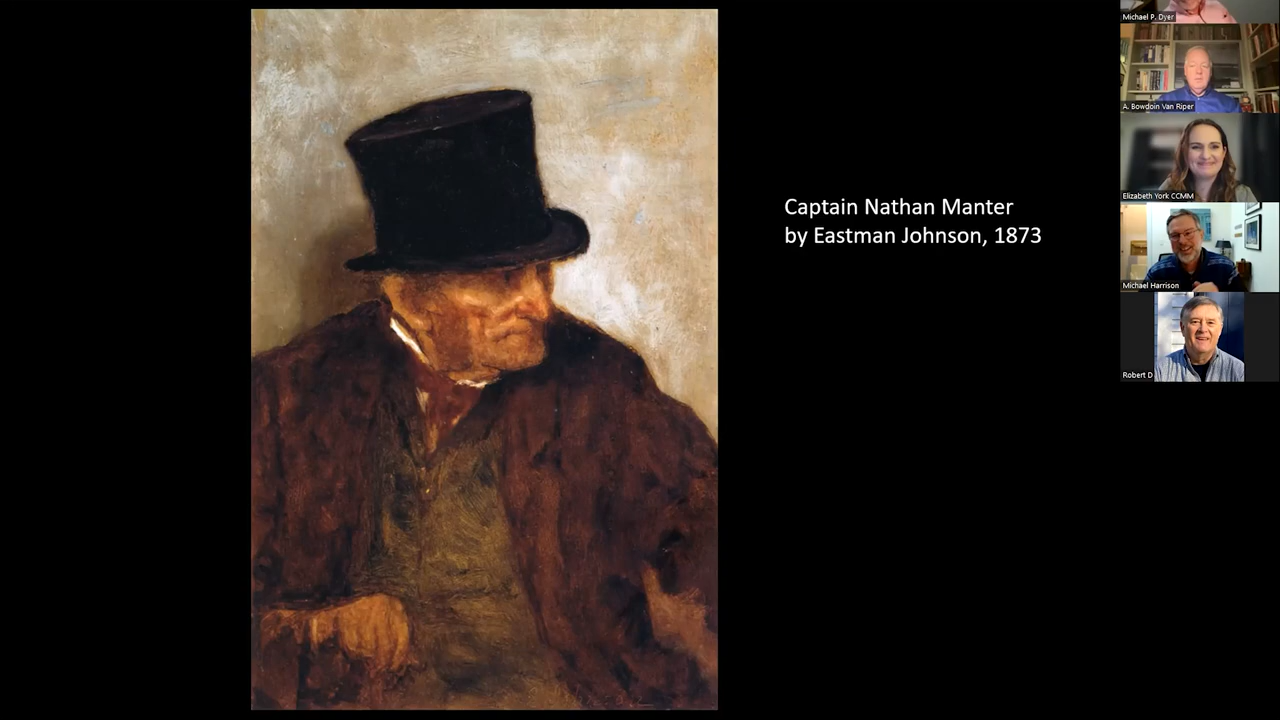 Captain Nathan Manter
by Eastman Johnson, 1873
Michael P. Dyer
A. Bowdoin Van Riper
Elizabeth York CCMM
Michael Harrison
Robert D